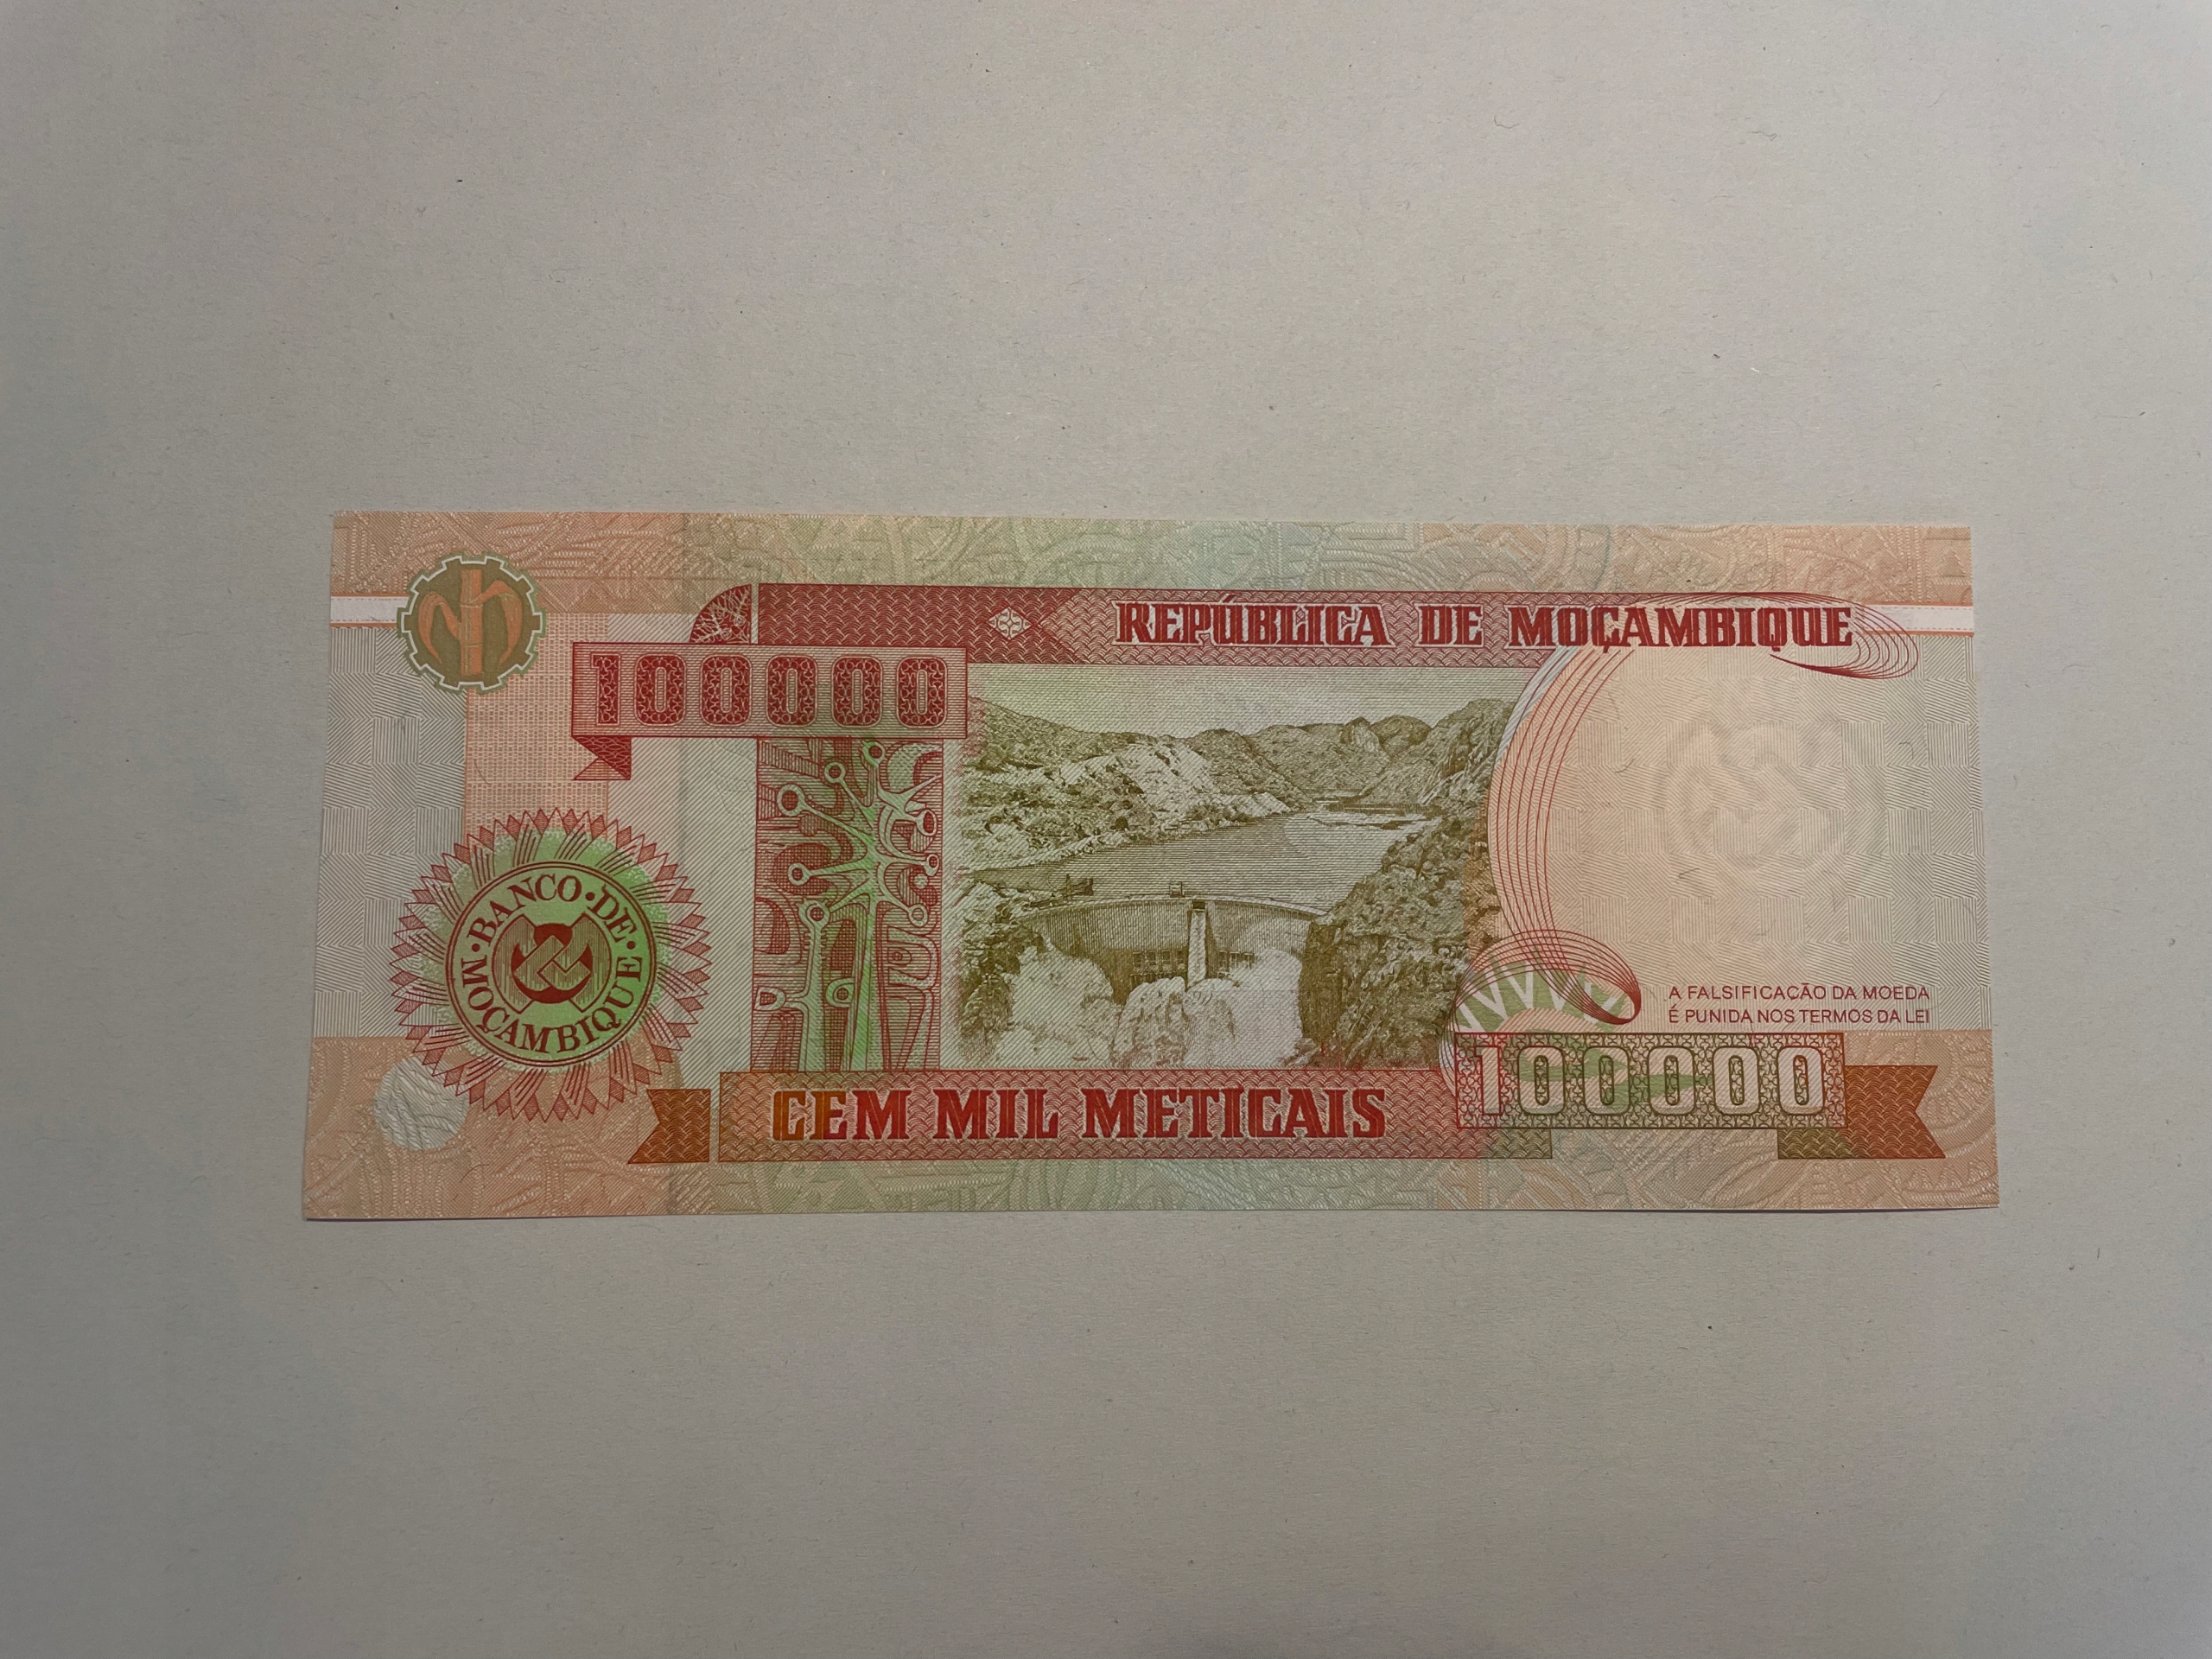 REPÚBLICA DE MOÇAMBIQUE
100000
BANCO · DE · MOÇAMBIQUE ·
A FALSIFICAÇÃO DA MOEDA
É PUNIDA NOS TERMOS DA LEI
100000
CEM MIL METICAIS